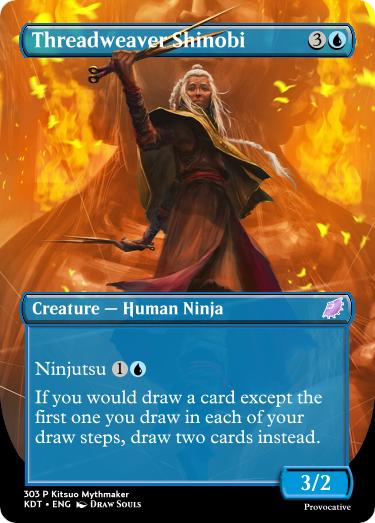 Threadweaver Shinobi 3
Creature — Human Ninja
Ninjutsu 1
If you would draw a card except the
first one you draw in each of your
draw steps, draw two cards instead.
3/2
303 P Kitsuo Mythmaker
KDT • ENG Draw Souls
Provocative